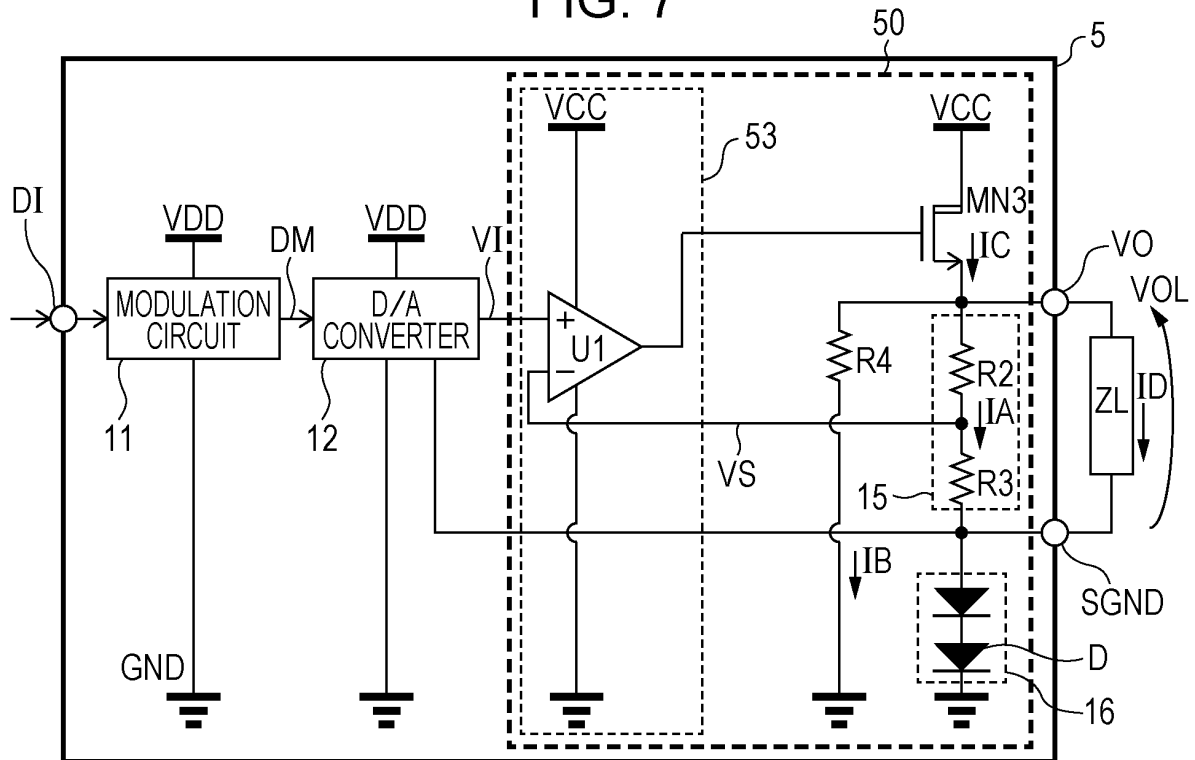 FIG. 7
50
5
VCC
VCC
53
MN3
DI
VDD
VDD
DM
VI
IC
VO
VOL
MODULATION
CIRCUIT
D/A
CONVERTER
+
U1
−
R4
R2
ZL
ID
IA
11
12
VS
R3
15
IB
SGND
GND
D
16